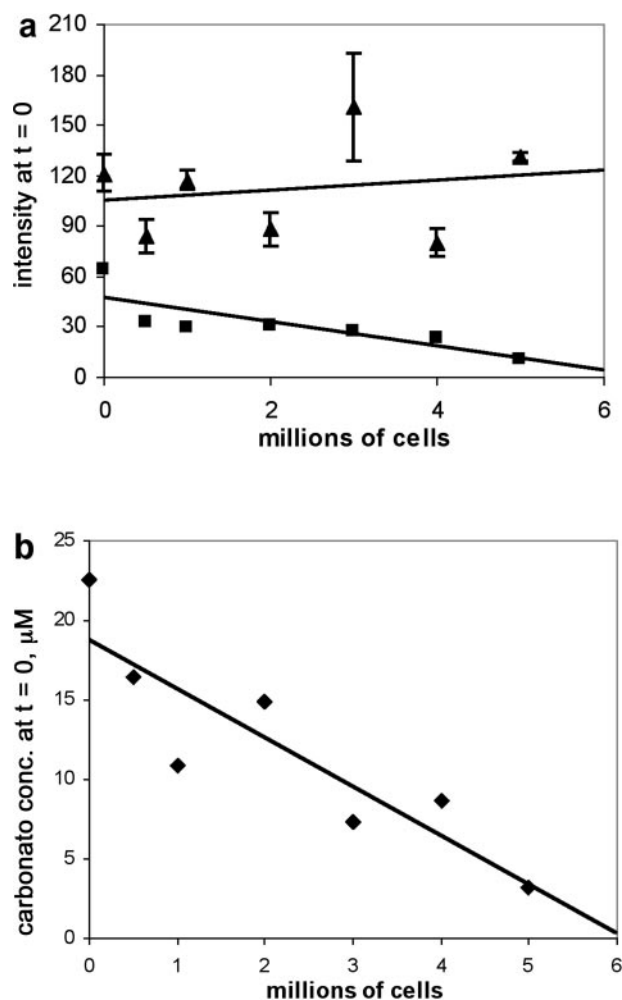 a
210
180
150
120
90
60
30
0
intensity at t = 0
0 2 4 6
millions of cells
b
25
20
15
10
5
0
carbonato conc. at t = 0, μM
0 1 2 3 4 5 6
millions of cells